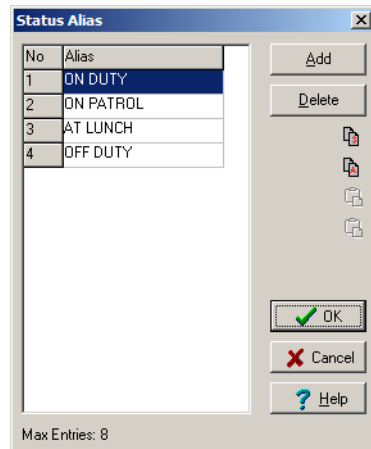 Status Alias
No Alias
1 ON DUTY
2 ON PATROL
3 AT LUNCH
4 OFF DUTY
Add
Delete
OK
Cancel
Help
Max Entries: 8